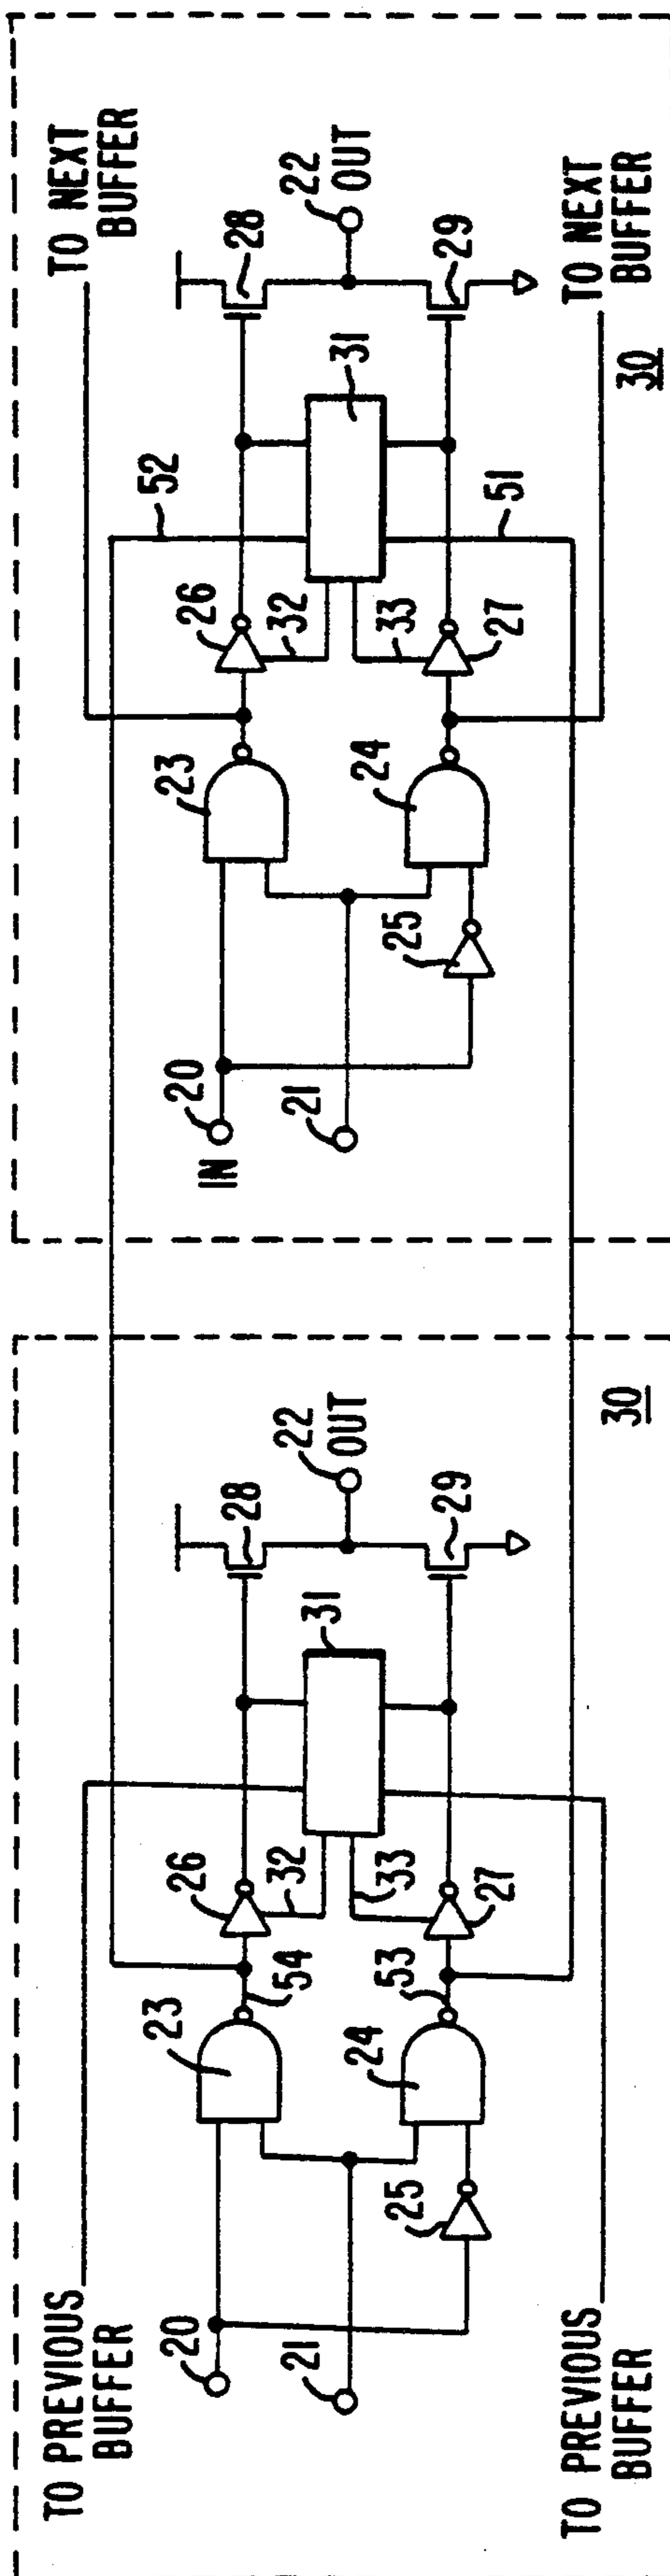 TO PREVIOUS
BUFFER
20
21
23
54
26
32
31
28
22
OUT
24
25
53
33
27
29
TO PREVIOUS
BUFFER
30
TO NEXT
BUFFER
52
20
IN
21
23
26
32
31
28
22
OUT
24
25
33
27
51
29
TO NEXT
BUFFER
30